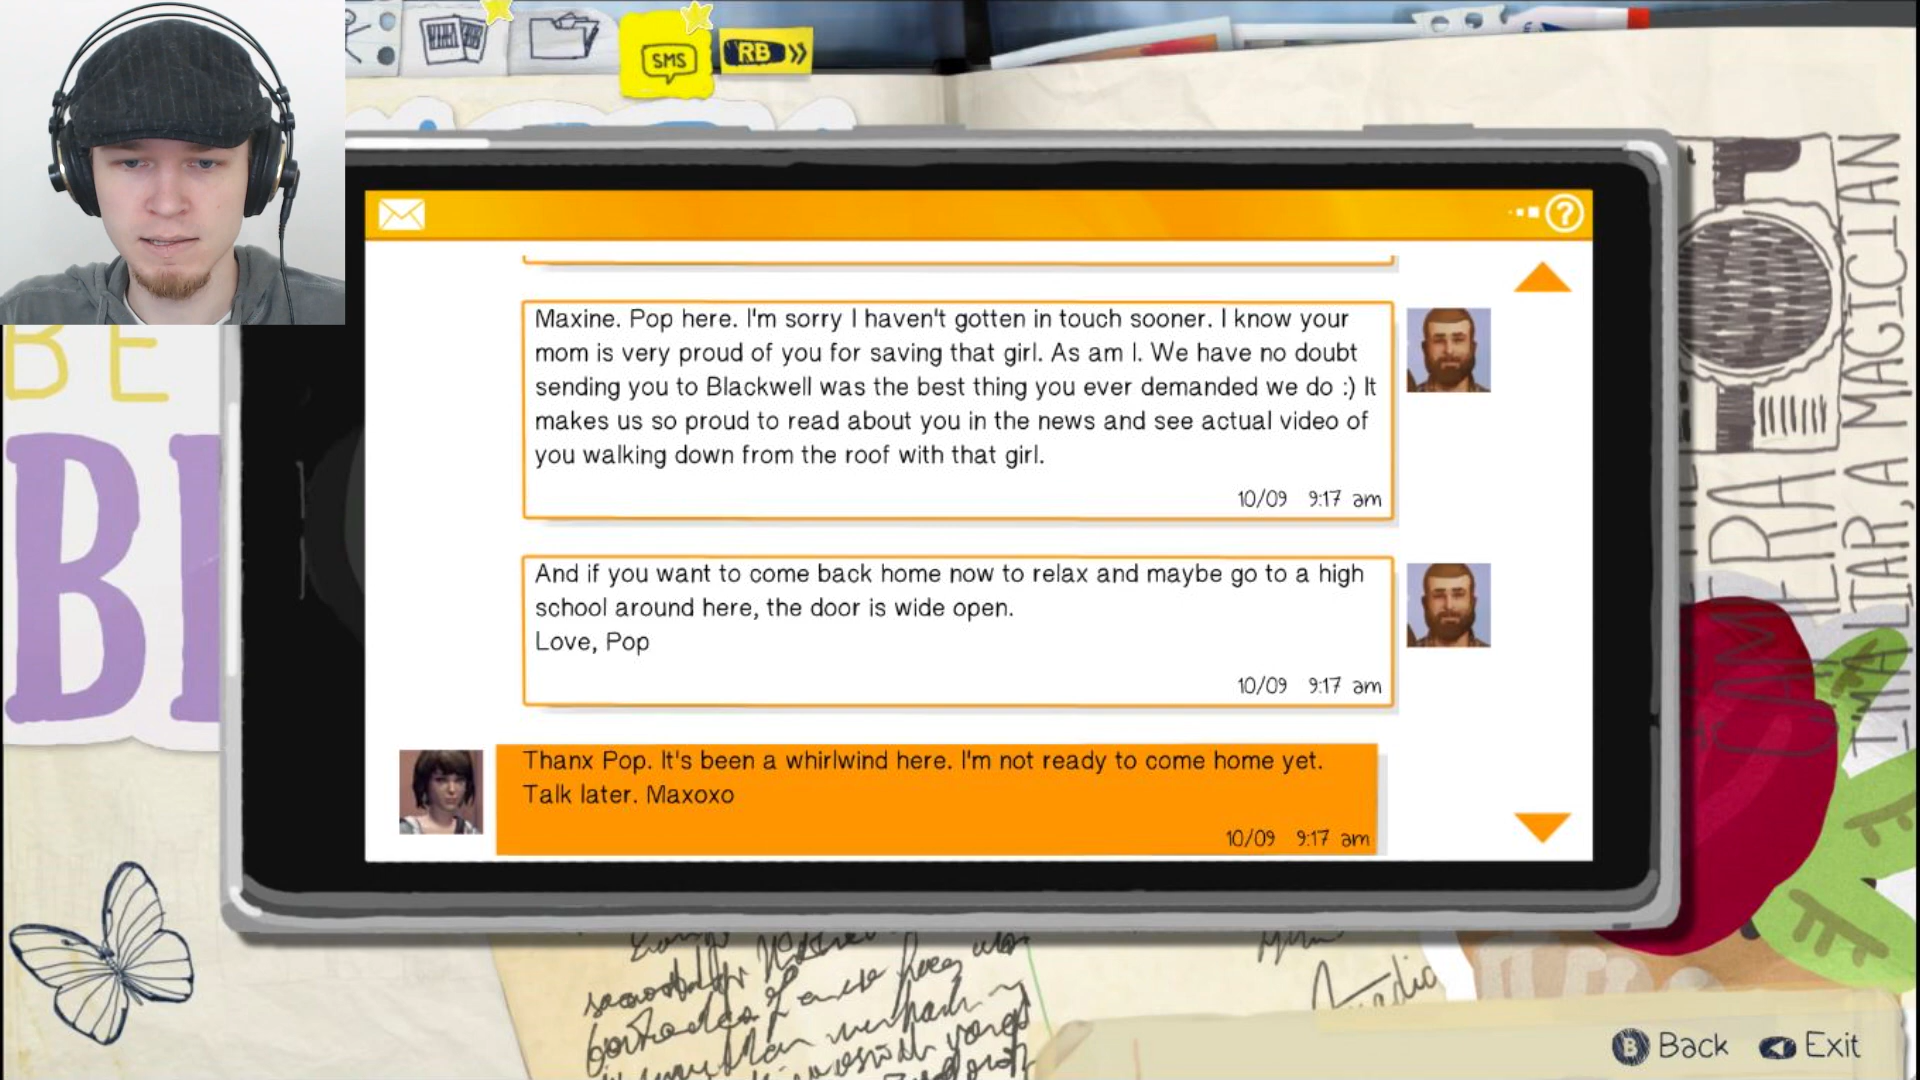 SMS
RB
Maxine. Pop here. I'm sorry I haven't gotten in touch sooner. I know your
mom is very proud of you for saving that girl. As am I. We have no doubt
sending you to Blackwell was the best thing you ever demanded we do :) It
makes us so proud to read about you in the news and see actual video of
you walking down from the roof with that girl.
10/09 9:17 am
And if you want to come back home now to relax and maybe go to a high
school around here, the door is wide open.
Love, Pop
10/09 9:17 am
Thanx Pop. It's been a whirlwind here. I'm not ready to come home yet.
Talk later. Maxoxo
10/09 9:17 am
BE
CAMERA
LIAR, A MAGICIAN
B Back
Exit